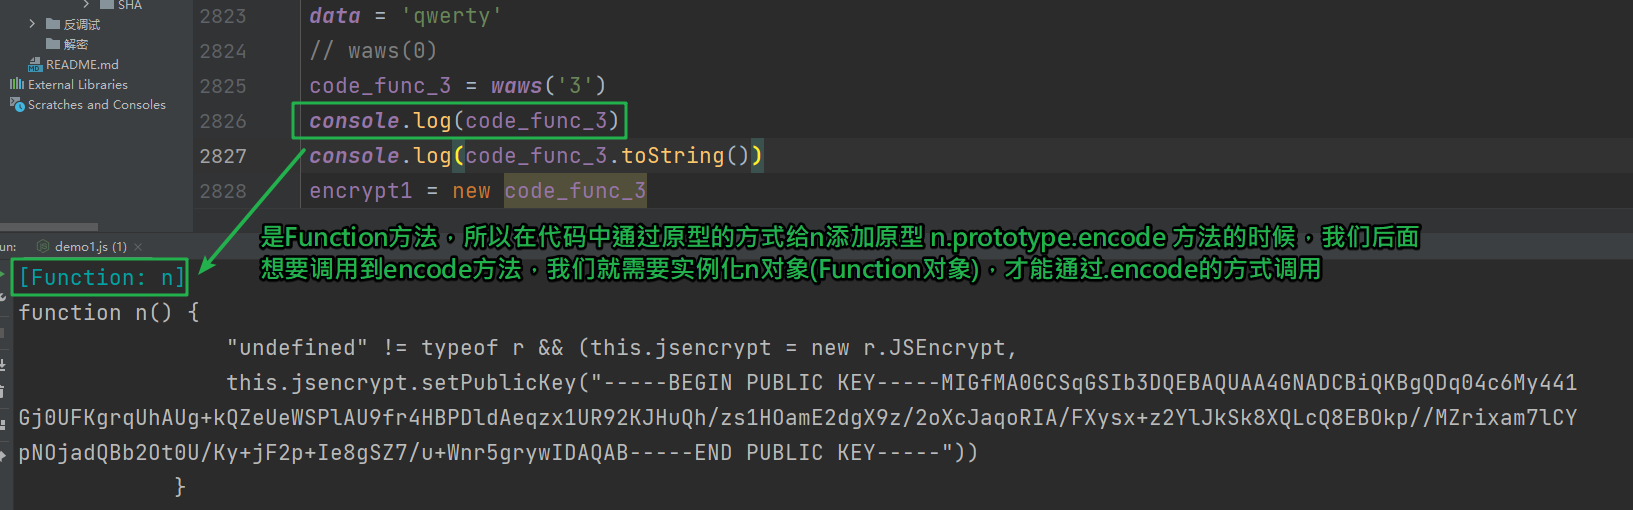 SHA
反调试
解密
README.md
External Libraries
Scratches and Consoles
2823 data = 'qwerty'
2824 // waws(0)
2825 code_func_3 = waws('3')
2826 console.log(code_func_3)
2827 console.log(code_func_3.toString())
2828 encrypt1 = new code_func_3
un: demo1.js (1) ×
是Function方法，所以在代码中通过原型的方式给n添加原型 n.prototype.encode 方法的时候，我们后面
想要调用到encode方法，我们就需要实例化n对象(Function对象)，才能通过.encode的方式调用
[Function: n]
function n() {
"undefined" != typeof r && (this.jsencrypt = new r.JSEncrypt,
this.jsencrypt.setPublicKey("-----BEGIN PUBLIC KEY-----MIGfMA0GCSqGSIb3DQEBAQUAA4GNADCBiQKBgQDq04c6My441
Gj0UFKgrqUhAUg+kQZeUeWSPlAU9fr4HBPDldAeqzx1UR92KJHuQh/zs1HOamE2dgX9z/2oXcJaqoRIA/FXysx+z2YlJkSk8XQLcQ8EBOkp//MZrixam7lCY
pNOjadQBb2Ot0U/Ky+jF2p+Ie8gSZ7/u+Wnr5grywIDAQAB-----END PUBLIC KEY-----"))
}